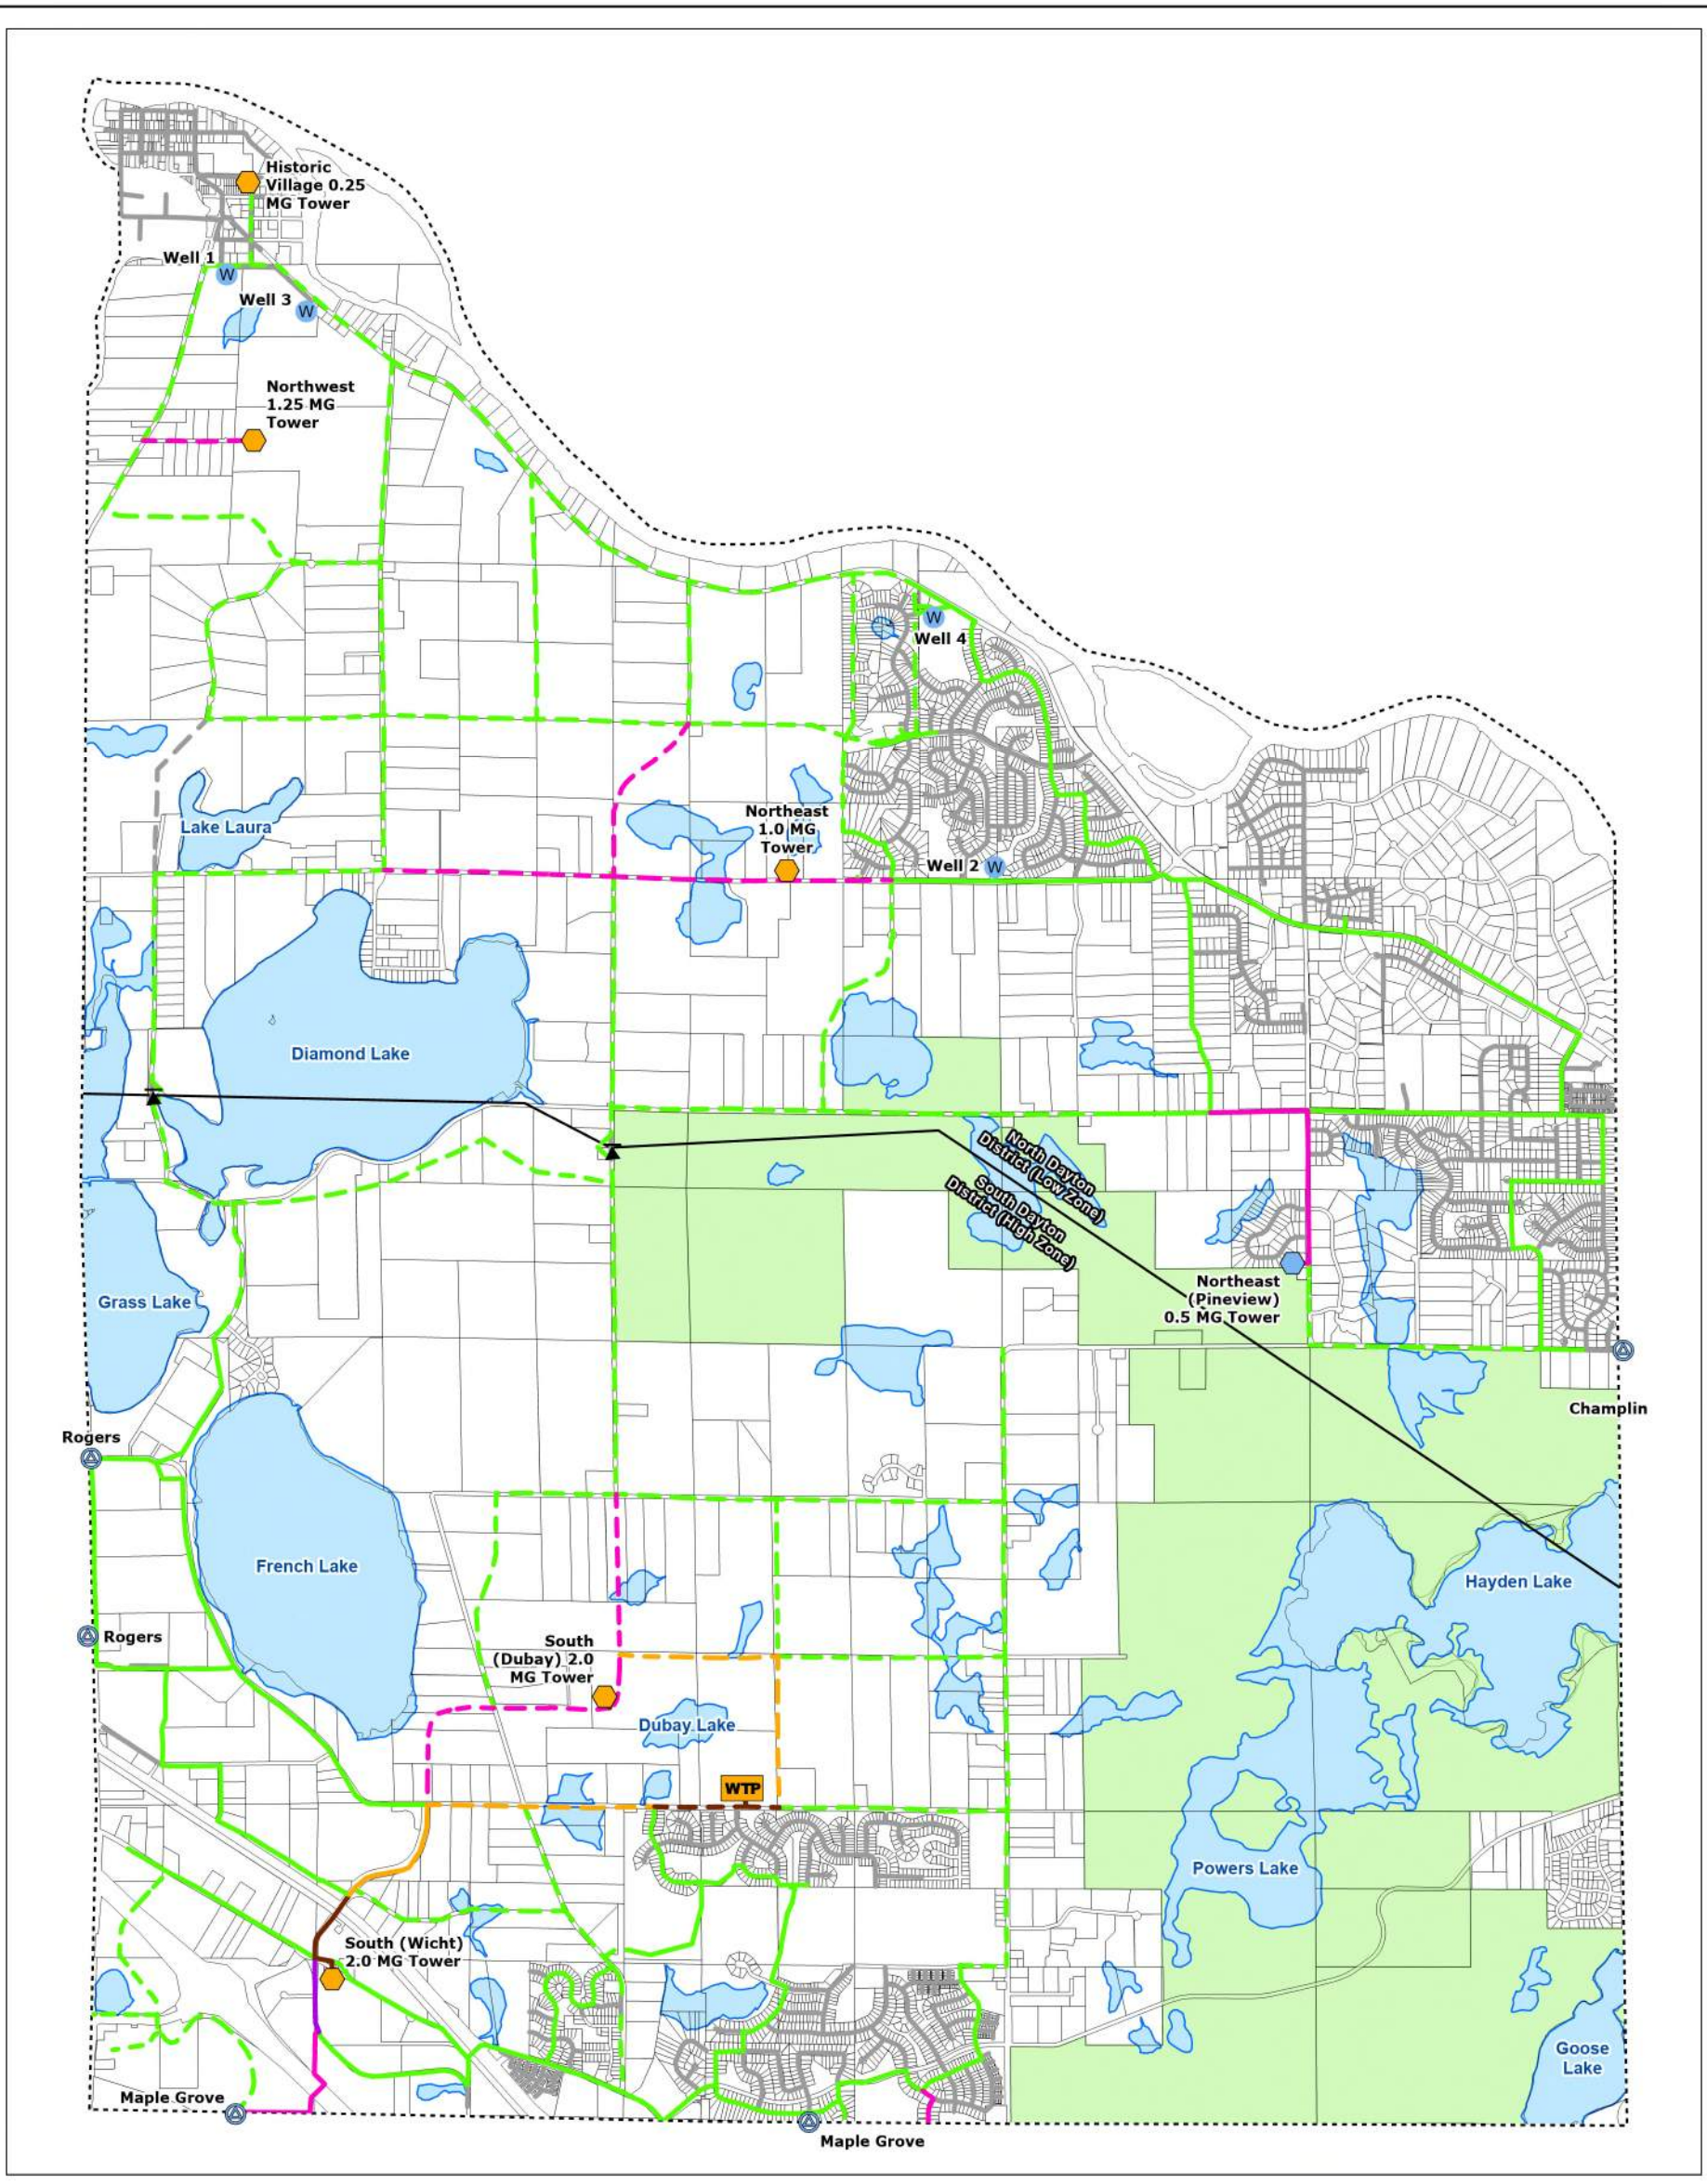 Historic
Village 0.25
MG Tower
Well 1
W
Well 3
W
Northwest
1.25 MG
Tower
W
Well 4
Northeast
1.0 MG
Tower
Lake Laura
Well 2
W
Diamond Lake
North Dayton
District (Low Zone)
South Dayton
District (High Zone)
Northeast
(Pineview)
0.5 MG Tower
Grass Lake
Champlin
Rogers
French Lake
Hayden Lake
Rogers
South
(Dubay) 2.0
MG Tower
Dubay Lake
WTP
Powers Lake
South (Wicht)
2.0 MG Tower
Goose
Lake
Maple Grove
Maple Grove